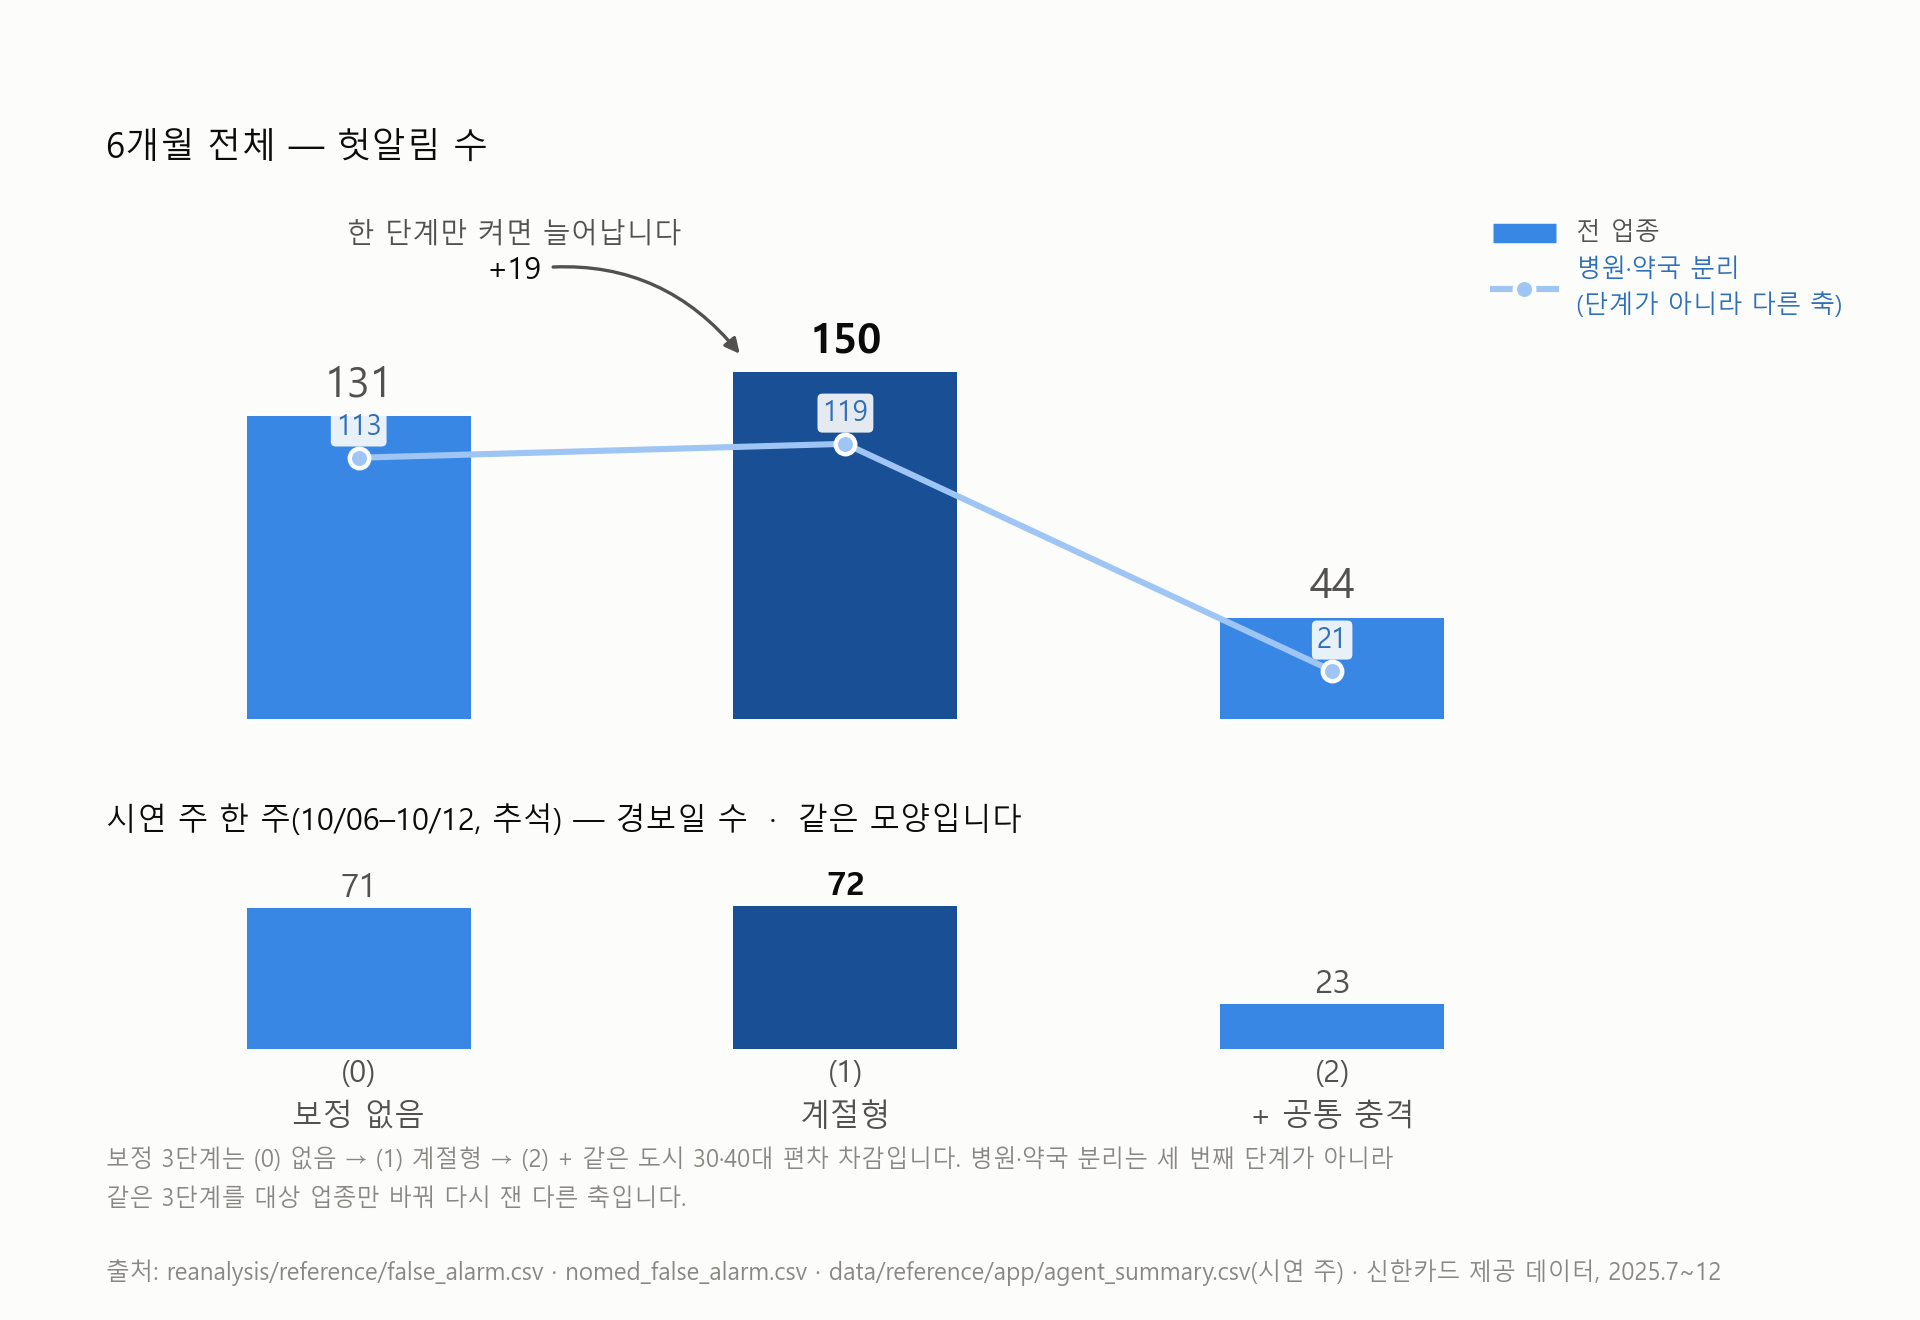 6개월 전체 — 헛알림 수
한 단계만 켜면 늘어납니다
+19
전 업종
병원·약국 분리
(단계가 아니라 다른 축)
131
150
44
113
119
21
시연 주 한 주(10/06–10/12, 추석) — 경보일 수 · 같은 모양입니다
71
72
23
(0)
보정 없음
(1)
계절형
(2)
+ 공통 충격
보정 3단계는 (0) 없음 → (1) 계절형 → (2) + 같은 도시 30·40대 편차 차감입니다. 병원·약국 분리는 세 번째 단계가 아니라
같은 3단계를 대상 업종만 바꿔 다시 잰 다른 축입니다.
출처: reanalysis/reference/false_alarm.csv · nomed_false_alarm.csv · data/reference/app/agent_summary.csv(시연 주) · 신한카드 제공 데이터, 2025.7~12